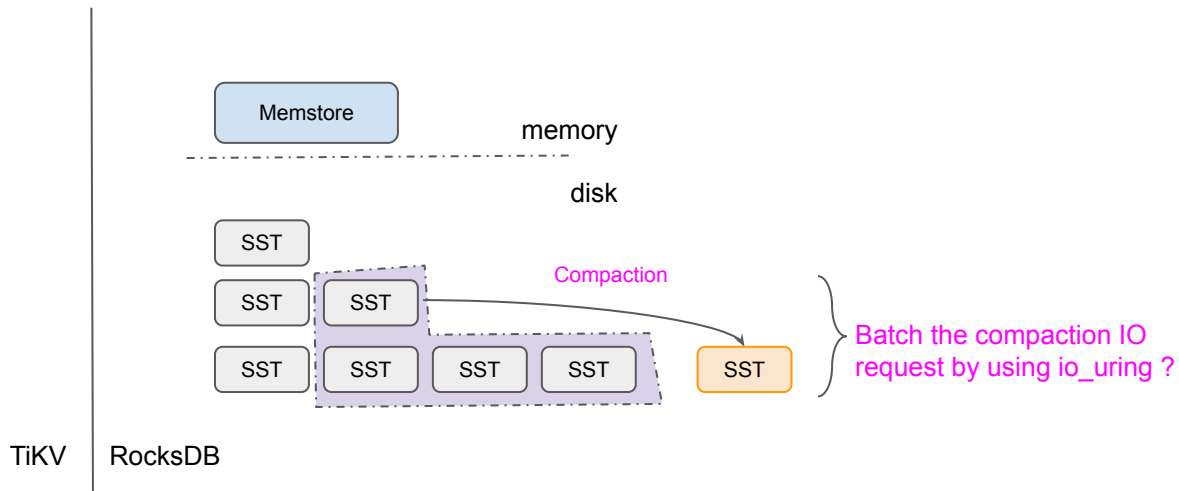 Memstore
memory
disk
SST
Compaction
SST
SST
SST
SST
SST
SST
SST
Batch the compaction IO
request by using io_uring ?
TiKV
RocksDB